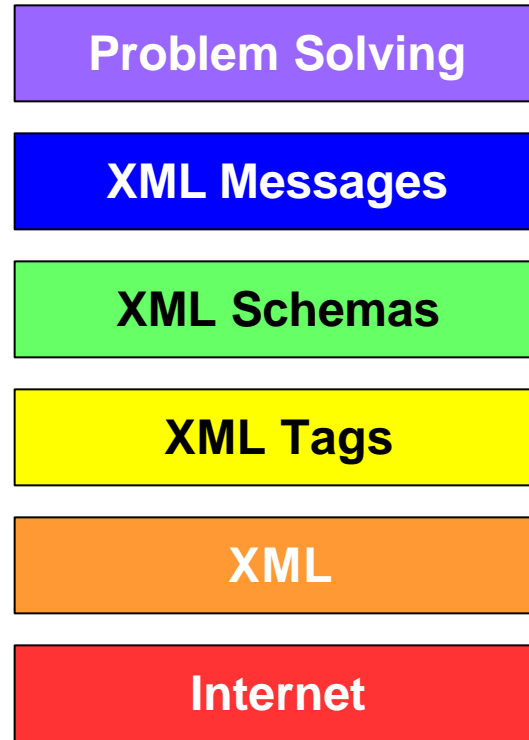 Problem Solving
XML Messages
XML Schemas
XML Tags
XML
Internet